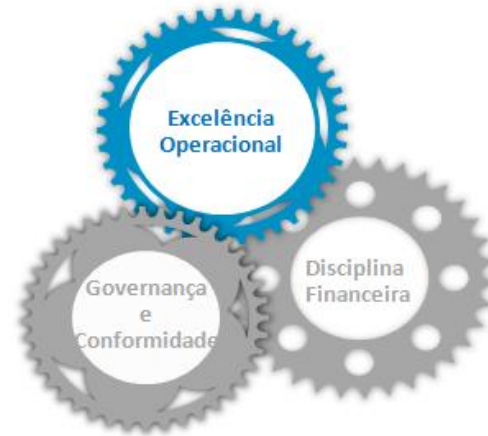 Excelência
Operacional
Disciplina
Financeira
Governança
e
Conformidade